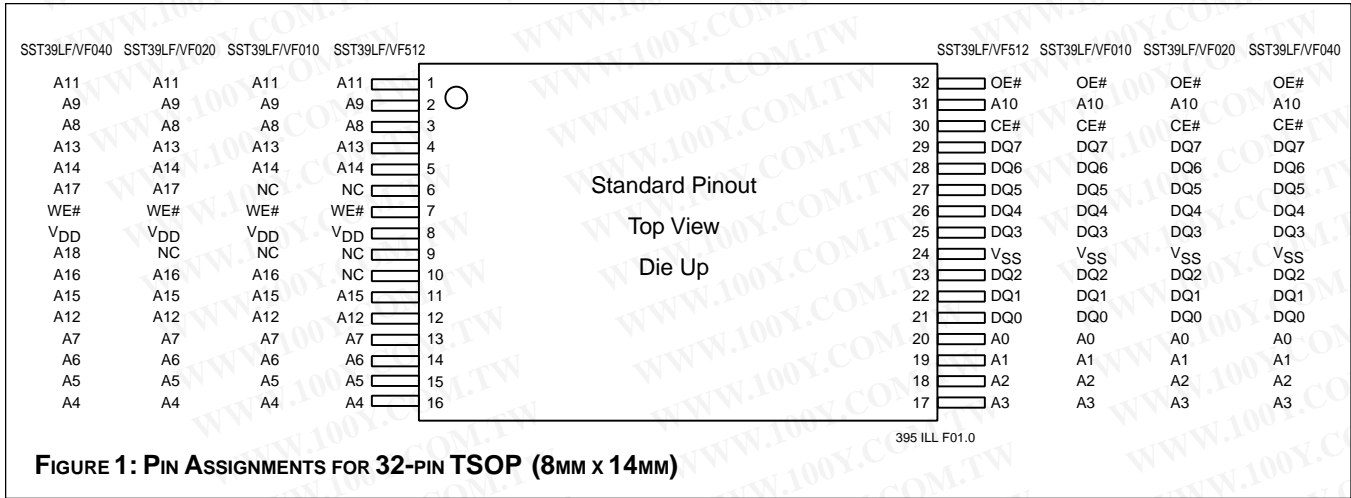 SST39LF/VF040 SST39LF/VF020 SST39LF/VF010 SST39LF/VF512 SST39LF/VF512 SST39LF/VF010 SST39LF/VF020 SST39LF/VF040
A11 A11 A11 A11 1 32 OE# OE# OE# OE#
A9 A9 A9 A9 2 31 A10 A10 A10 A10
A8 A8 A8 A8 3 30 CE# CE# CE# CE#
A13 A13 A13 A13 4 29 DQ7 DQ7 DQ7 DQ7
A14 A14 A14 A14 5 28 DQ6 DQ6 DQ6 DQ6
A17 A17 NC NC 6 Standard Pinout 27 DQ5 DQ5 DQ5 DQ5
WE# WE# WE# WE# 7 26 DQ4 DQ4 DQ4 DQ4
VDD VDD VDD VDD 8 Top View 25 DQ3 DQ3 DQ3 DQ3
A18 NC NC NC 9 24 VSS VSS VSS VSS
A16 A16 A16 NC 10 Die Up 23 DQ2 DQ2 DQ2 DQ2
A15 A15 A15 A15 11 22 DQ1 DQ1 DQ1 DQ1
A12 A12 A12 A12 12 21 DQ0 DQ0 DQ0 DQ0
A7 A7 A7 A7 13 20 A0 A0 A0 A0
A6 A6 A6 A6 14 19 A1 A1 A1 A1
A5 A5 A5 A5 15 18 A2 A2 A2 A2
A4 A4 A4 A4 16 17 A3 A3 A3 A3
395 ILL F01.0
FIGURE 1: PIN ASSIGNMENTS FOR 32-PIN TSOP (8MM X 14MM)
WWW.100Y.COM.TW